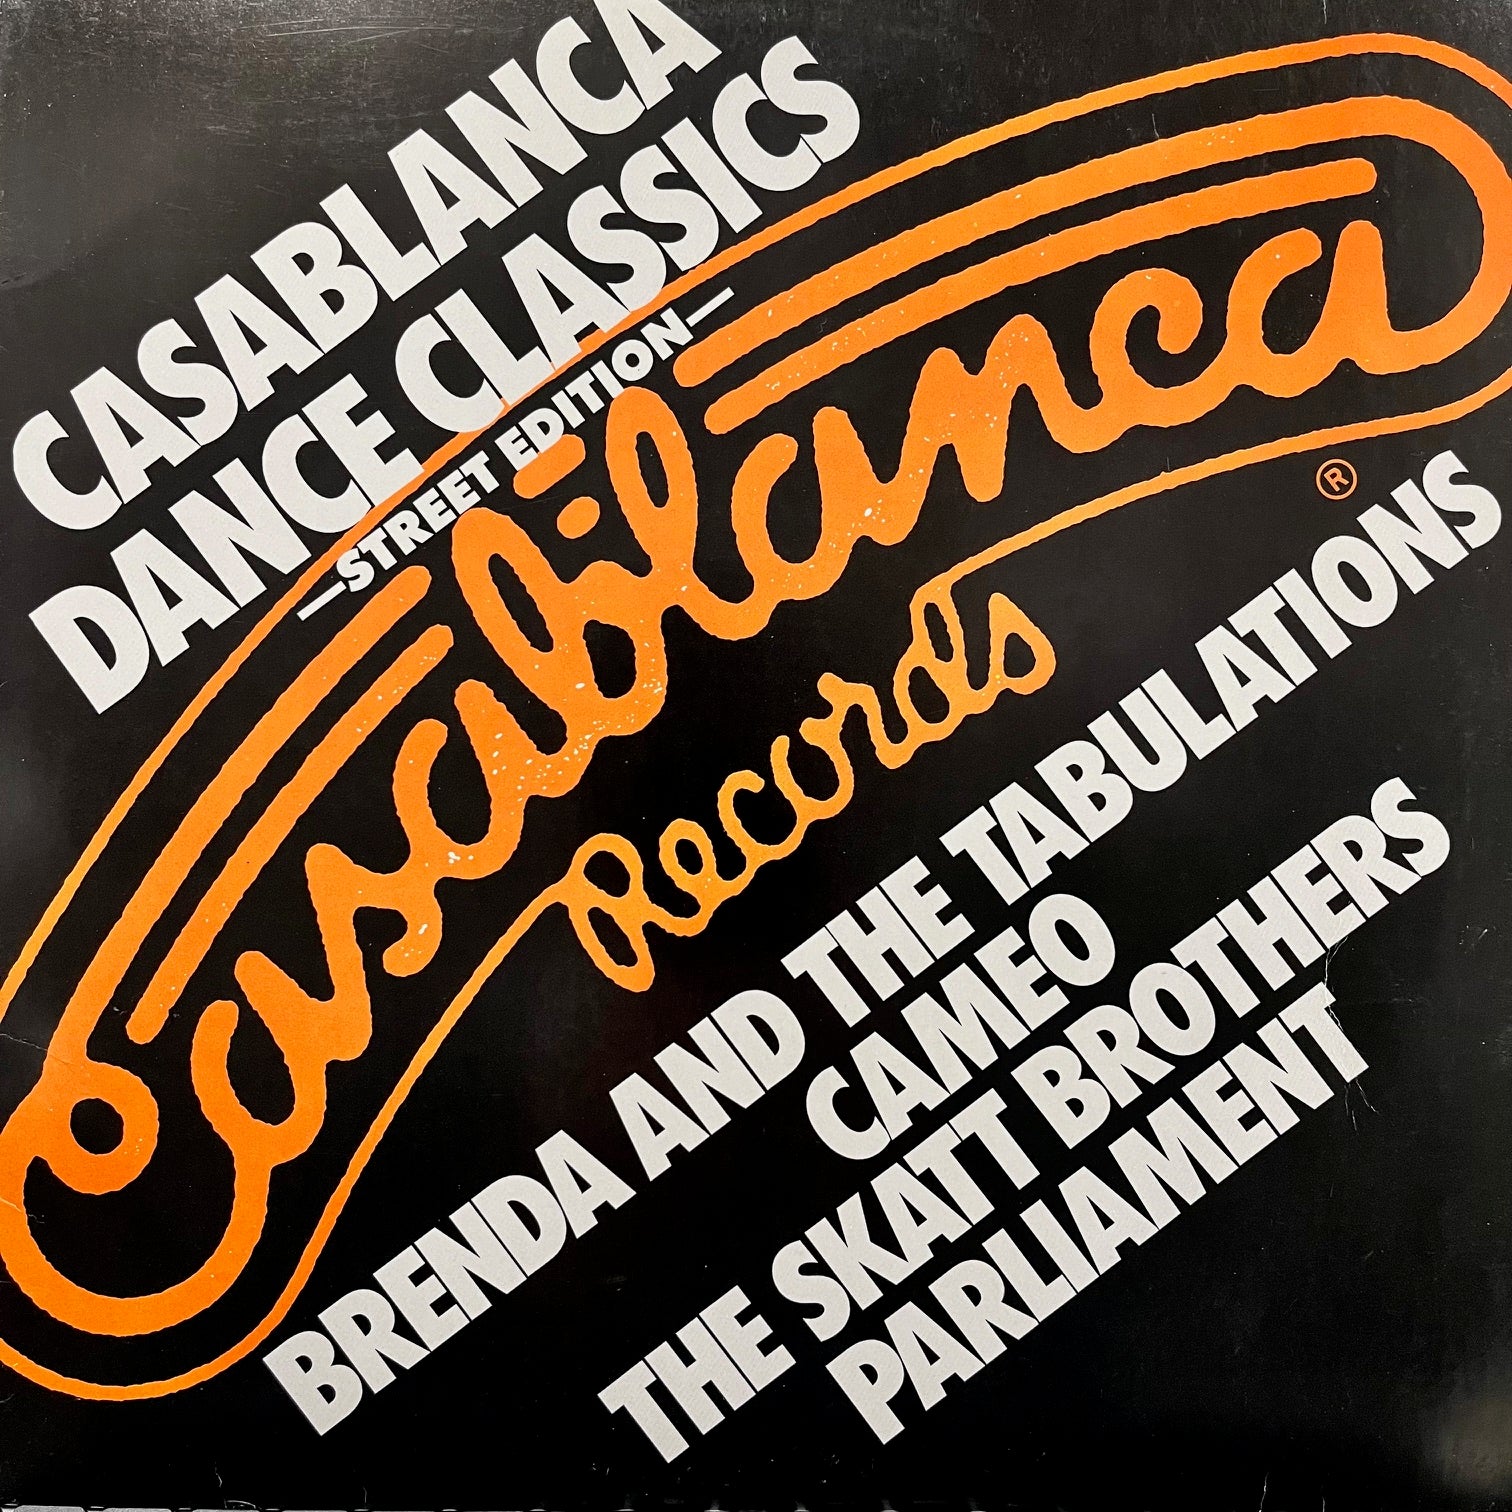 CASABLANCA
DANCE CLASSICS
—STREET EDITION—
Casablanca
Records
®
BRENDA AND THE TABULATIONS
CAMEO
THE SKATT BROTHERS
PARLIAMENT